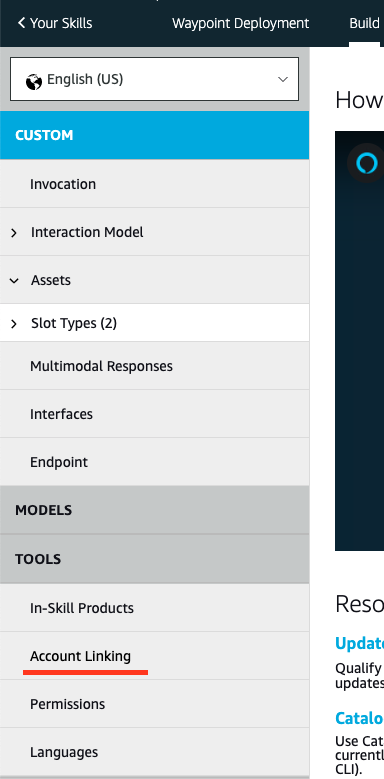 Your Skills
Waypoint Deployment
Build
English (US)
CUSTOM
Invocation
Interaction Model
Assets
Slot Types (2)
Multimodal Responses
Interfaces
Endpoint
MODELS
TOOLS
In-Skill Products
Account Linking
Permissions
Languages
How
Reso
Update
Qualify
updates
Catalo
Use Cat
current
CLI).